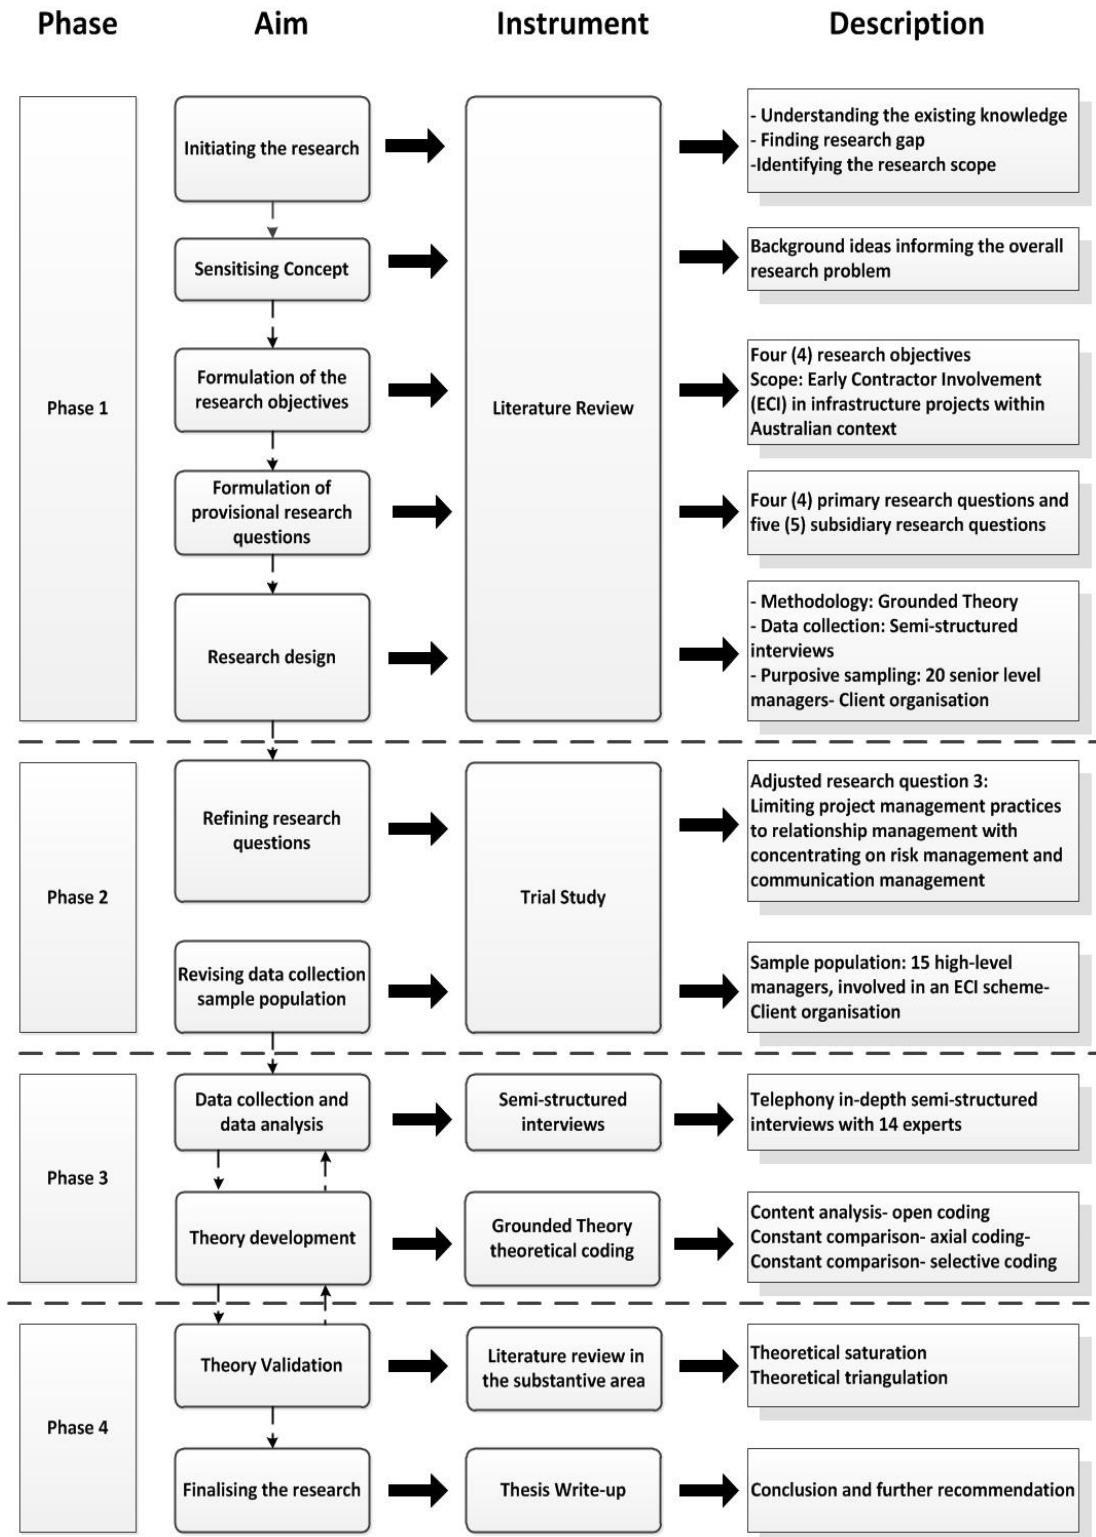 Phase Aim Instrument Description
Phase 1
Initiating the research
Literature Review
- Understanding the existing knowledge
- Finding research gap
-Identifying the research scope
Sensitising Concept
Background ideas informing the overall
research problem
Formulation of the
research objectives
Four (4) research objectives
Scope: Early Contractor Involvement
(ECI) in infrastructure projects within
Australian context
Formulation of
provisional research
questions
Four (4) primary research questions and
five (5) subsidiary research questions
Research design
- Methodology: Grounded Theory
- Data collection: Semi-structured
interviews
- Purposive sampling: 20 senior level
managers- Client organisation
Phase 2
Refining research
questions
Trial Study
Adjusted research question 3:
Limiting project management practices
to relationship management with
concentrating on risk management and
communication management
Revising data collection
sample population
Sample population: 15 high-level
managers, involved in an ECI scheme-
Client organisation
Phase 3
Data collection and
data analysis
Semi-structured
interviews
Telephony in-depth semi-structured
interviews with 14 experts
Theory development
Grounded Theory
theoretical coding
Content analysis- open coding
Constant comparison- axial coding-
Constant comparison- selective coding
Phase 4
Theory Validation
Literature review in
the substantive area
Theoretical saturation
Theoretical triangulation
Finalising the research
Thesis Write-up
Conclusion and further recommendation